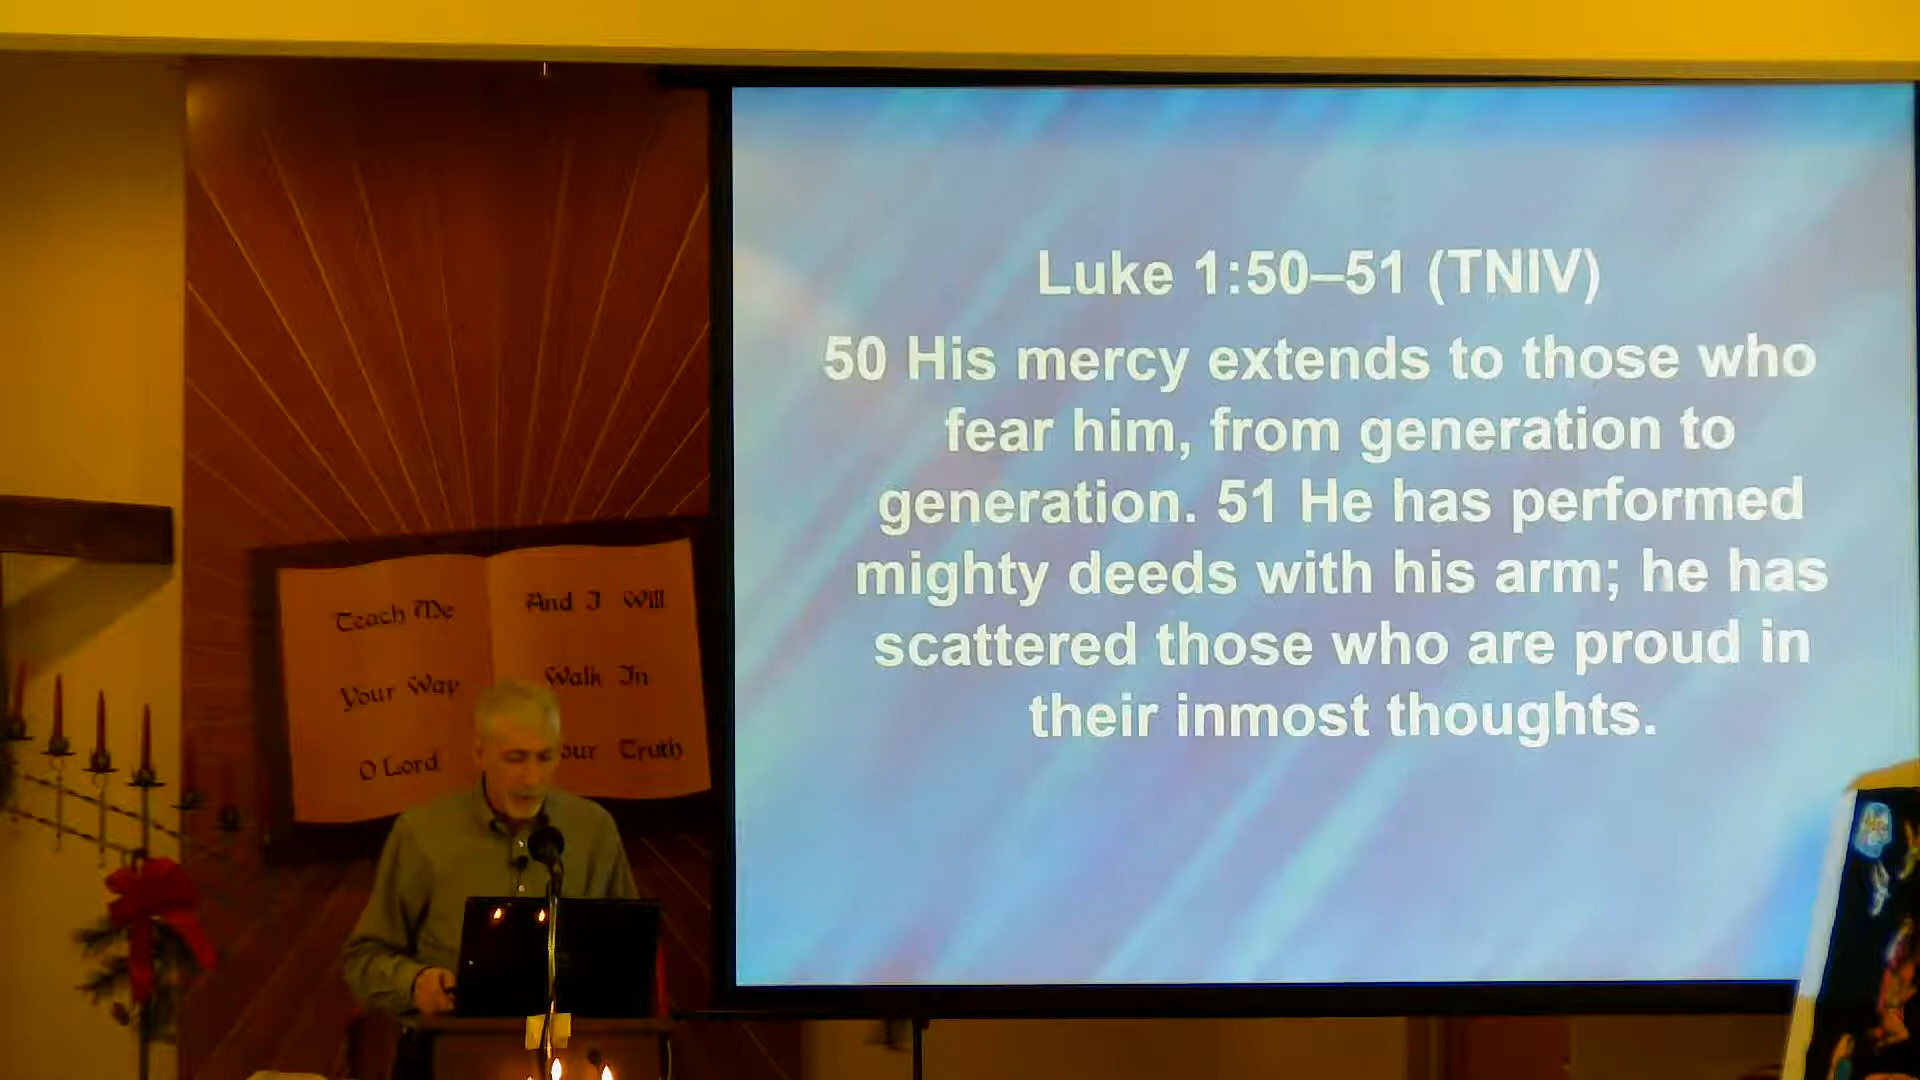 Luke 1:50–51 (TNIV)
50 His mercy extends to those who
fear him, from generation to
generation. 51 He has performed
mighty deeds with his arm; he has
scattered those who are proud in
their inmost thoughts.
Teach Me
Your Way
O Lord
And I Will
Walk In
our Truth